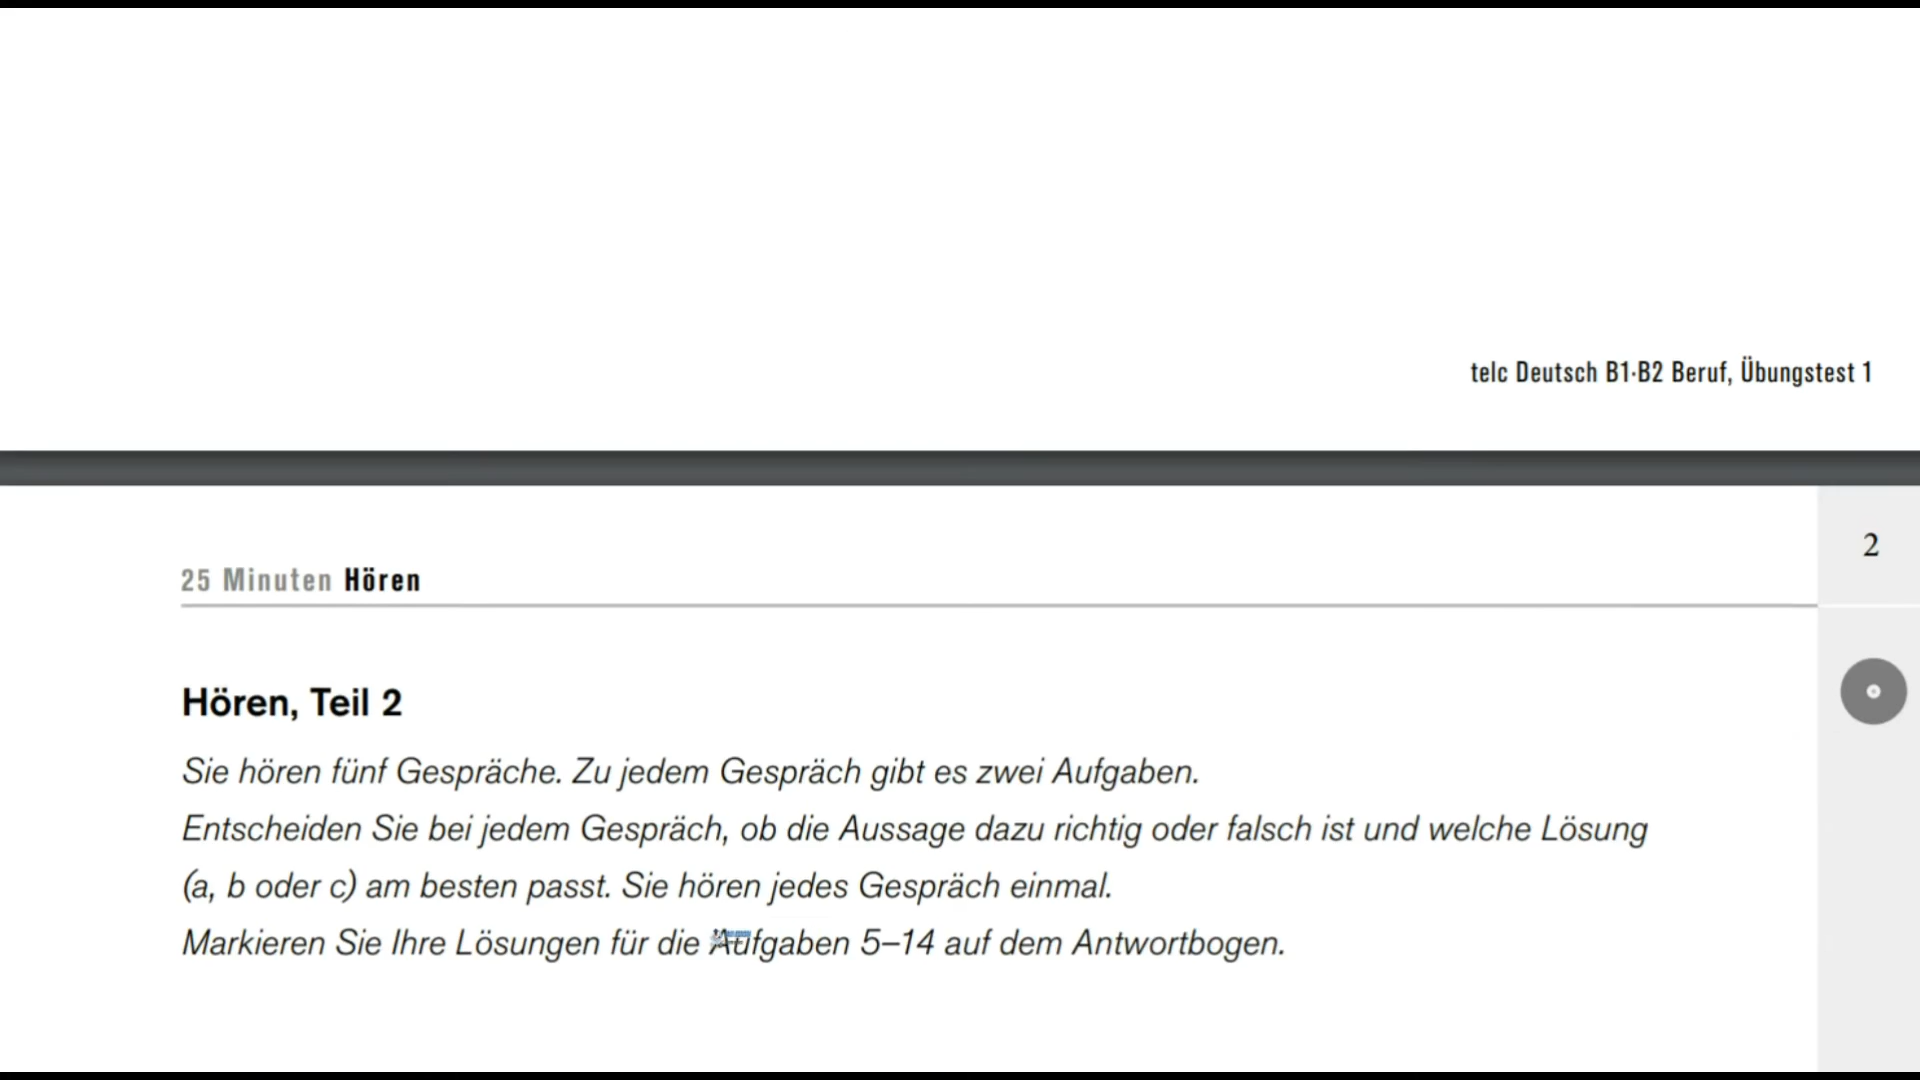 telc Deutsch B1·B2 Beruf, Übungstest 1
2
25 Minuten Hören
Hören, Teil 2
Sie hören fünf Gespräche. Zu jedem Gespräch gibt es zwei Aufgaben.
Entscheiden Sie bei jedem Gespräch, ob die Aussage dazu richtig oder falsch ist und welche Lösung
(a, b oder c) am besten passt. Sie hören jedes Gespräch einmal.
Markieren Sie Ihre Lösungen für die Aufgaben 5–14 auf dem Antwortbogen.